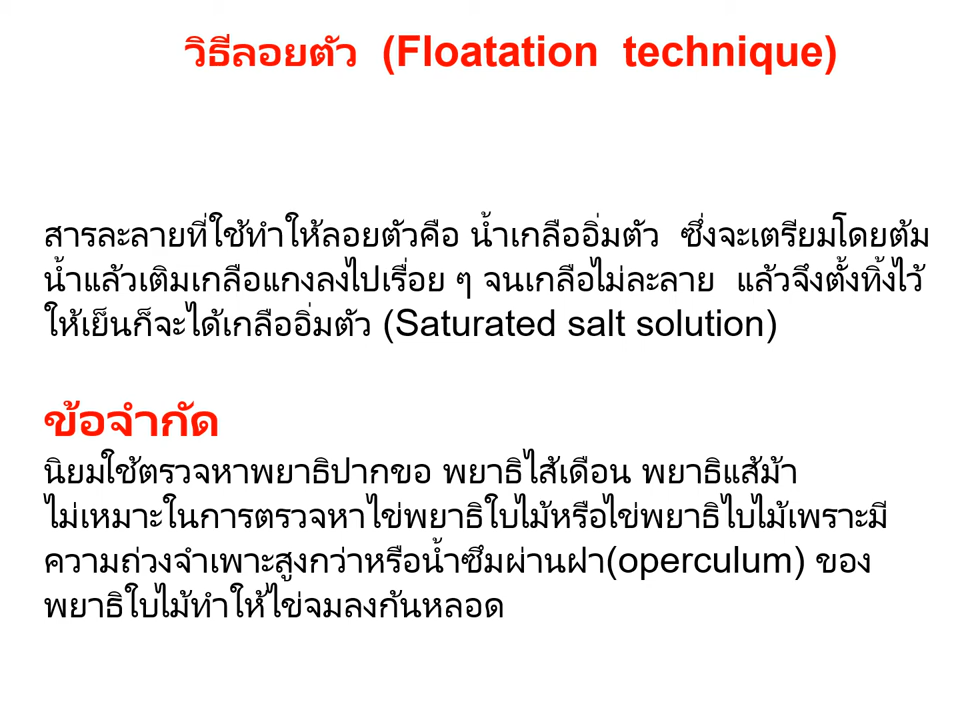 วิธีลอยตัว (Floatation technique)
สารละลายที่ใช้ทำให้ลอยตัวคือ น้ำเกลืออิ่มตัว ซึ่งจะเตรียมโดยต้ม
น้ำแล้วเติมเกลือแกงลงไปเรื่อย ๆ จนเกลือไม่ละลาย แล้วจึงตั้งทิ้งไว้
ให้เย็นก็จะได้เกลืออิ่มตัว (Saturated salt solution)
ข้อจำกัด
นิยมใช้ตรวจหาพยาธิปากขอ พยาธิไส้เดือน พยาธิแส้ม้า
ไม่เหมาะในการตรวจหาไข่พยาธิใบไม้หรือไข่พยาธิไบไม้เพราะมี
ความถ่วงจำเพาะสูงกว่าหรือน้ำซึมผ่านฝา(operculum) ของ
พยาธิใบไม้ทำให้ไข่จมลงก้นหลอด